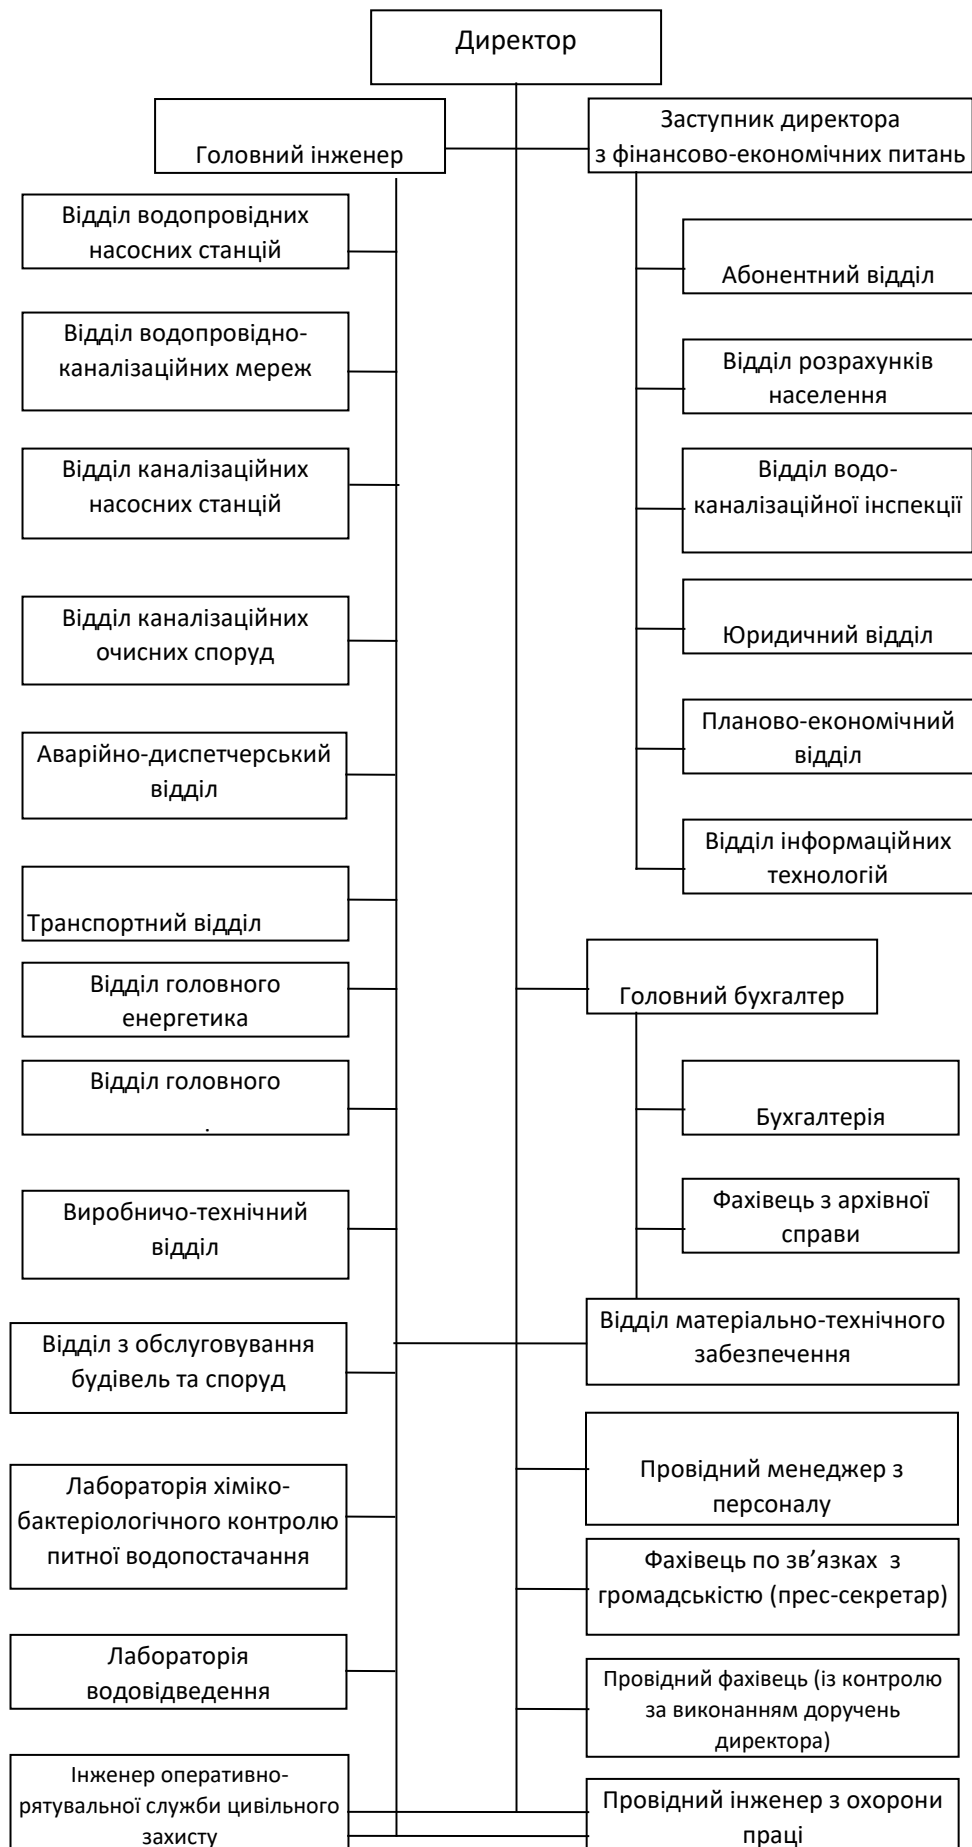 Директор
Головний інженер
Заступник директора
з фінансово-економічних питань
Відділ водопровідних
насосних станцій
Відділ водопровідно-
каналізаційних мереж
Відділ каналізаційних
насосних станцій
Відділ каналізаційних
очисних споруд
Аварійно-диспетчерський
відділ
Транспортний відділ
Відділ головного
енергетика
Відділ головного
Виробничо-технічний
відділ
Відділ з обслуговування
будівель та споруд
Лабораторія хіміко-
бактеріологічного контролю
питної водопостачання
Лабораторія
водовідведення
Інженер оперативно-
рятувальної служби цивільного
захисту
Абонентний відділ
Відділ розрахунків
населення
Відділ водо-
каналізаційної інспекції
Юридичний відділ
Планово-економічний
відділ
Відділ інформаційних
технологій
Головний бухгалтер
Бухгалтерія
Фахівець з архівної
справи
Відділ матеріально-технічного
забезпечення
Провідний менеджер з
персоналу
Фахівець по зв’язках  з
громадськістю (прес-секретар)
Провідний фахівець (із контролю
за виконанням доручень
директора)
Провідний інженер з охорони
праці